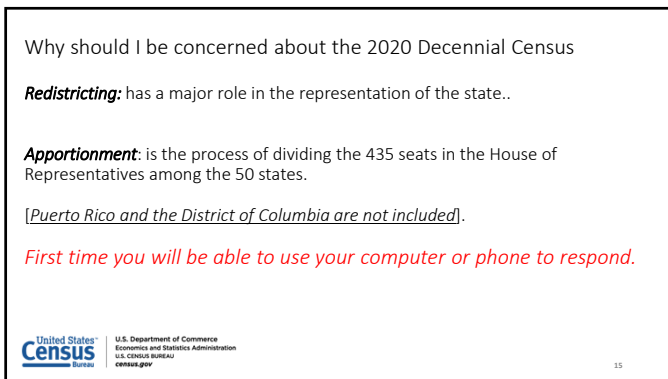 Why should I be concerned about the 2020 Decennial Census
Redistricting: has a major role in the representation of the state..
Apportionment: is the process of dividing the 435 seats in the House of
Representatives among the 50 states.
[Puerto Rico and the District of Columbia are not included].
First time you will be able to use your computer or phone to respond.
United States®
Census
Bureau
U.S. Department of Commerce
Economics and Statistics Administration
U.S. CENSUS BUREAU
census.gov
15